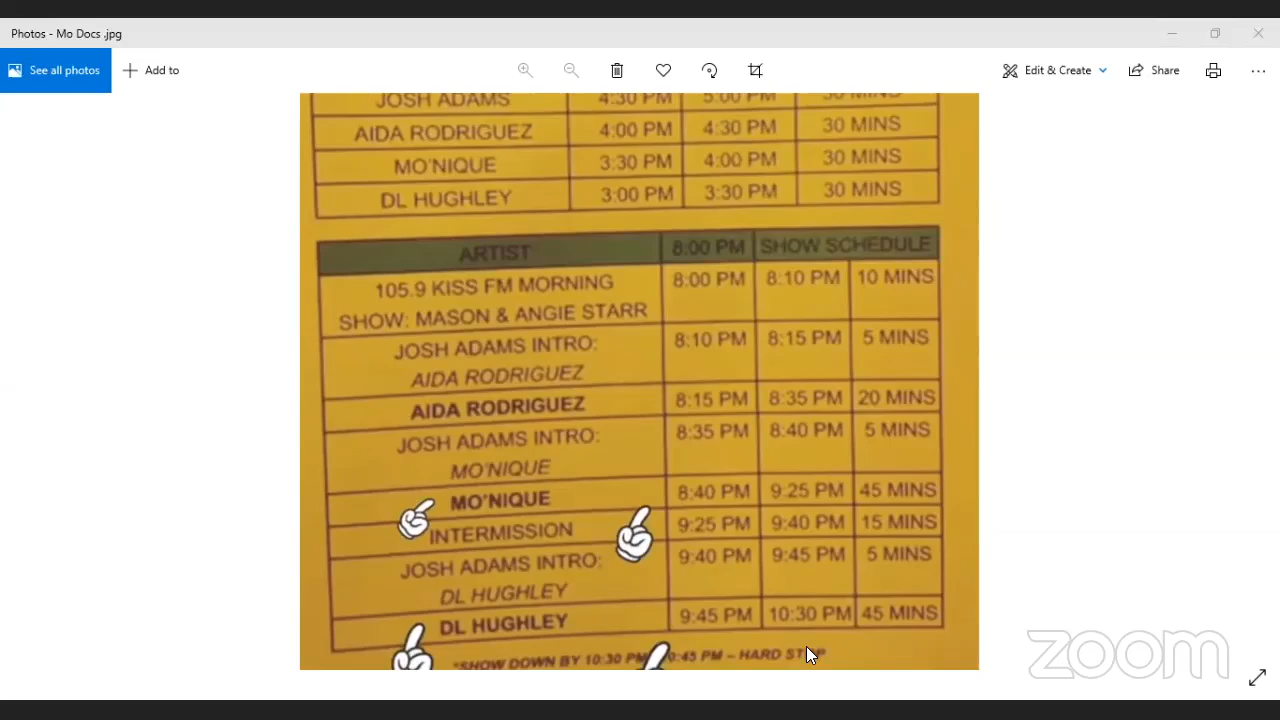 Photos - Mo Docs .jpg
See all photos
Add to
Edit & Create
Share
JOSH ADAMS 4:30 PM 5:00 PM 30 MINS
AIDA RODRIGUEZ 4:00 PM 4:30 PM 30 MINS
MO'NIQUE 3:30 PM 4:00 PM 30 MINS
DL HUGHLEY 3:00 PM 3:30 PM 30 MINS
ARTIST 8:00 PM SHOW SCHEDULE
105.9 KISS FM MORNING 8:00 PM 8:10 PM 10 MINS
SHOW: MASON & ANGIE STARR
JOSH ADAMS INTRO: 8:10 PM 8:15 PM 5 MINS
AIDA RODRIGUEZ
AIDA RODRIGUEZ 8:15 PM 8:35 PM 20 MINS
JOSH ADAMS INTRO: 8:35 PM 8:40 PM 5 MINS
MO'NIQUE
MO'NIQUE 8:40 PM 9:25 PM 45 MINS
INTERMISSION 9:25 PM 9:40 PM 15 MINS
JOSH ADAMS INTRO: 9:40 PM 9:45 PM 5 MINS
DL HUGHLEY
DL HUGHLEY 9:45 PM 10:30 PM 45 MINS
*SHOW DOWN BY 10:30 PM 10:45 PM – HARD STOP*
zoom